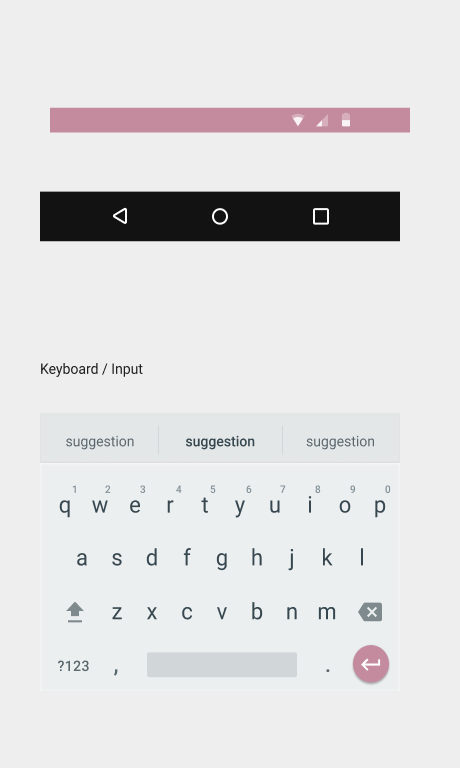 Keyboard / Input
suggestion suggestion suggestion
1 2 3 4 5 6 7 8 9 0
q w e r t y u i o p
a s d f g h j k l
z x c v b n m
?123 , .